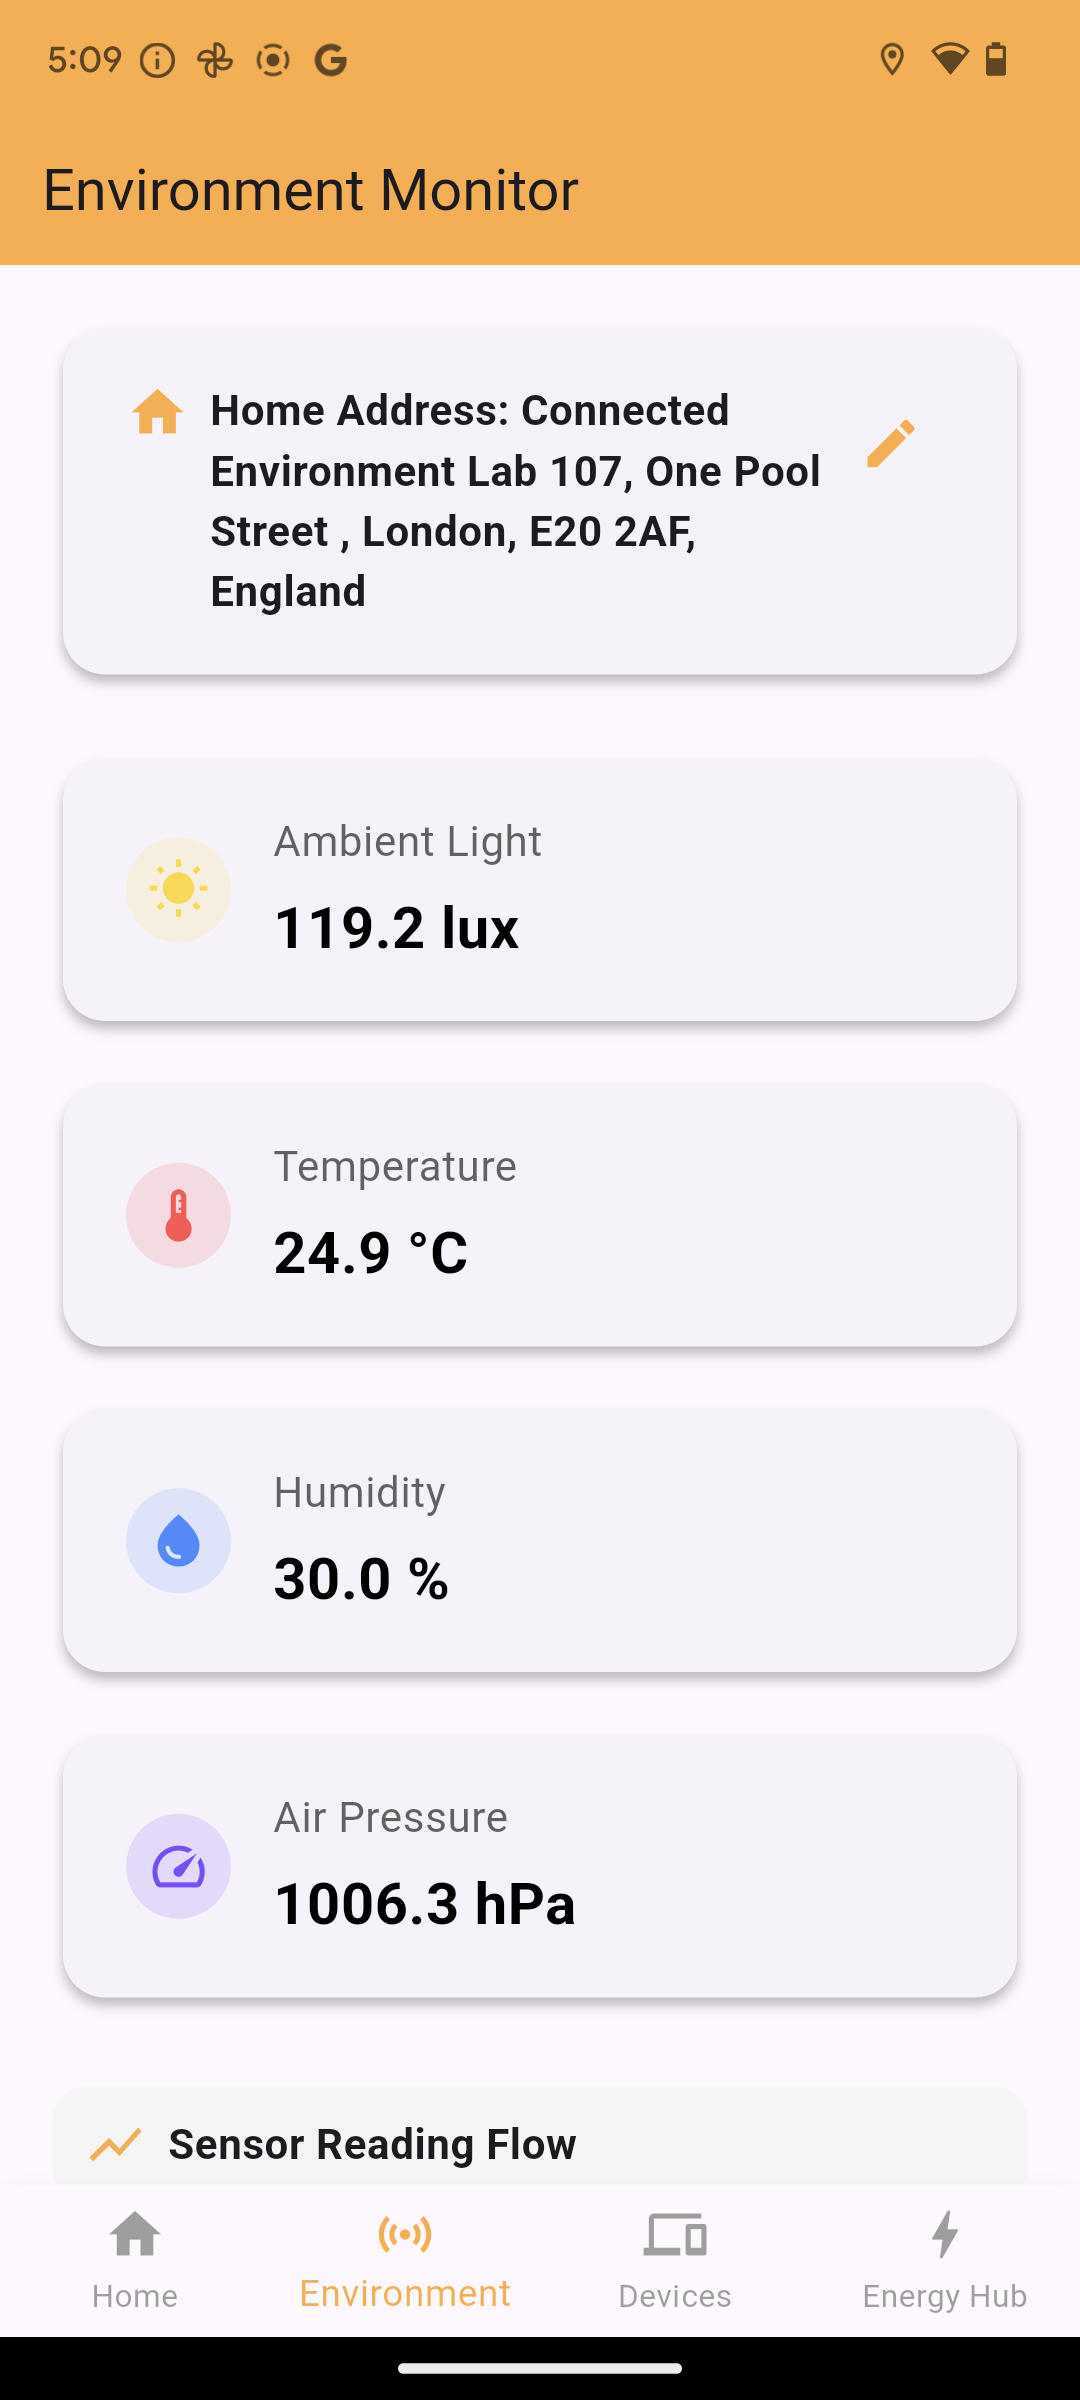 5:09
Environment Monitor
Home Address: Connected
Environment Lab 107, One Pool
Street , London, E20 2AF,
England
Ambient Light
119.2 lux
Temperature
24.9 °C
Humidity
30.0 %
Air Pressure
1006.3 hPa
Sensor Reading Flow
Home
Environment
Devices
Energy Hub